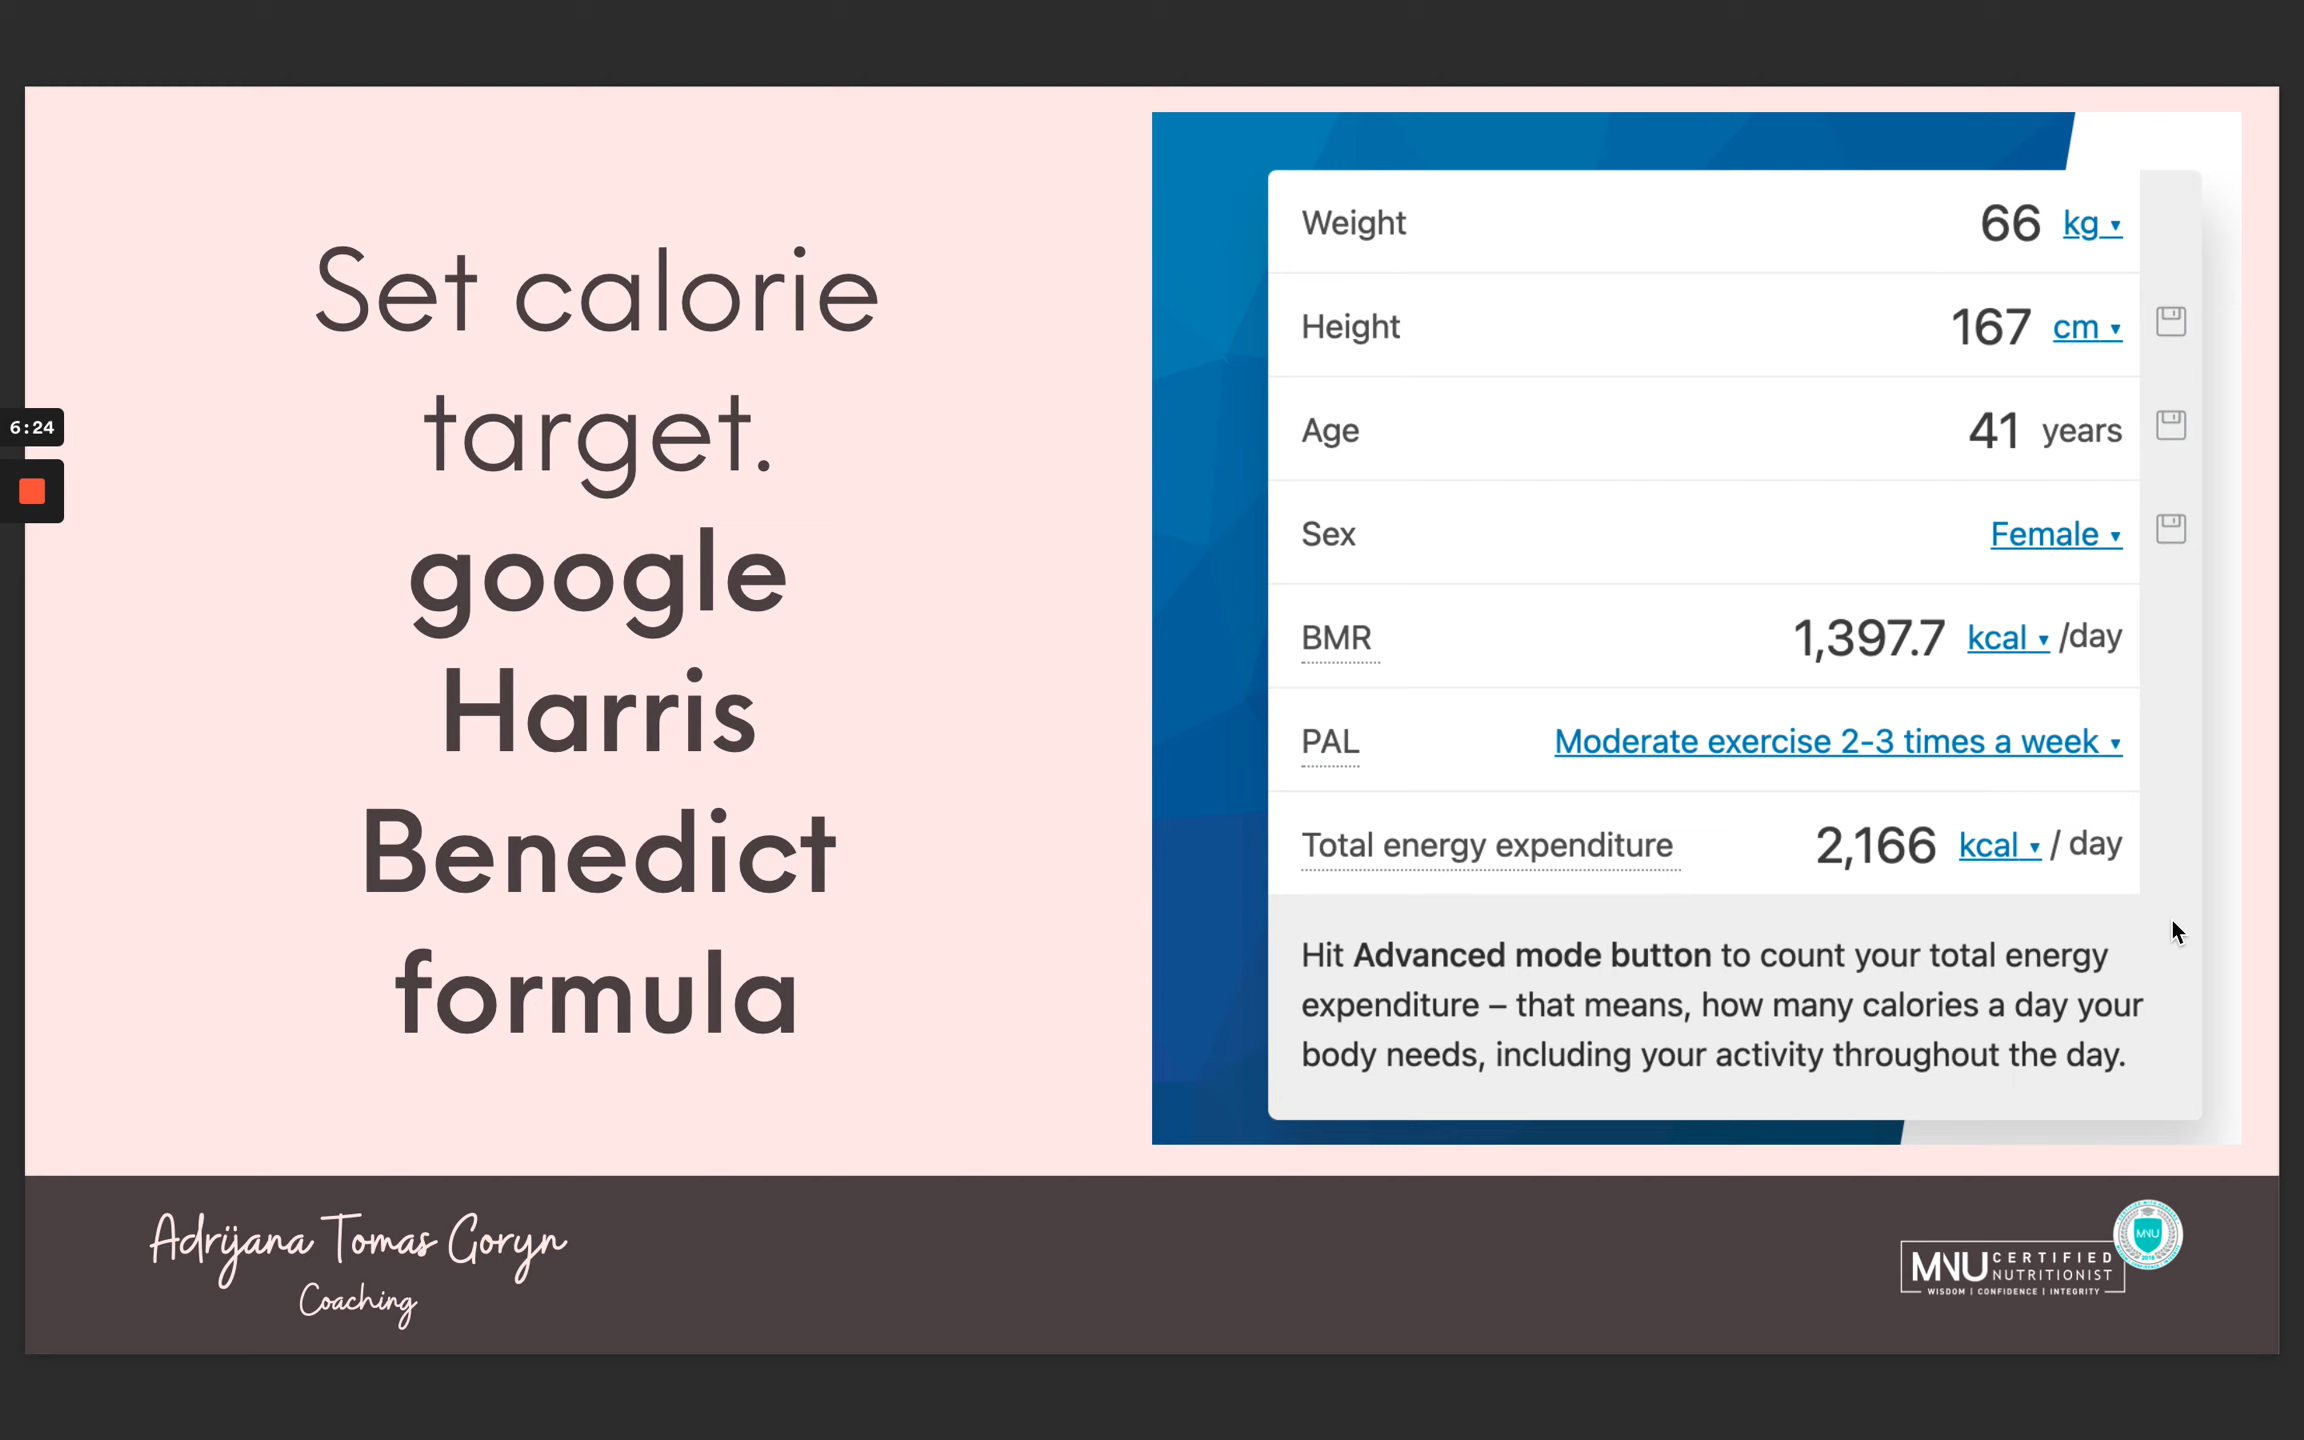 Set calorie
target.
google
Harris
Benedict
formula
6:24
Weight 66 kg ▾
Height 167 cm ▾
Age 41 years
Sex Female ▾
BMR 1,397.7 kcal ▾ /day
PAL Moderate exercise 2-3 times a week ▾
Total energy expenditure 2,166 kcal ▾ / day
Hit Advanced mode button to count your total energy
expenditure – that means, how many calories a day your
body needs, including your activity throughout the day.
Adrijana Tomas Goryn
Coaching
MNU CERTIFIED
NUTRITIONIST
WISDOM | CONFIDENCE | INTEGRITY
MNU